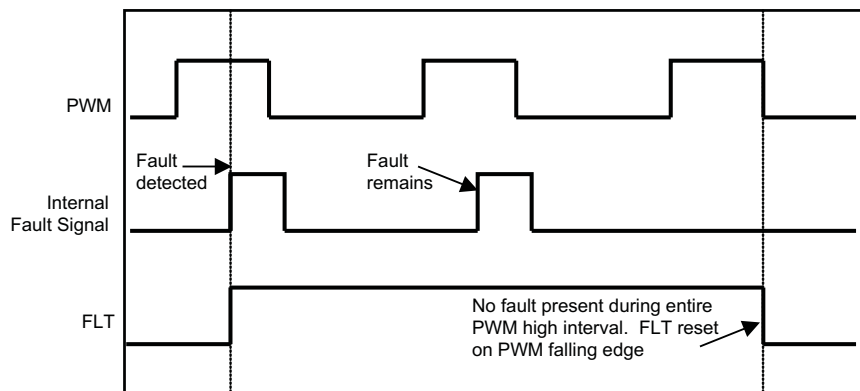 PWM
Fault
detected
Fault
remains
Internal
Fault Signal
No fault present during entire
PWM high interval.  FLT reset
on PWM falling edge
FLT